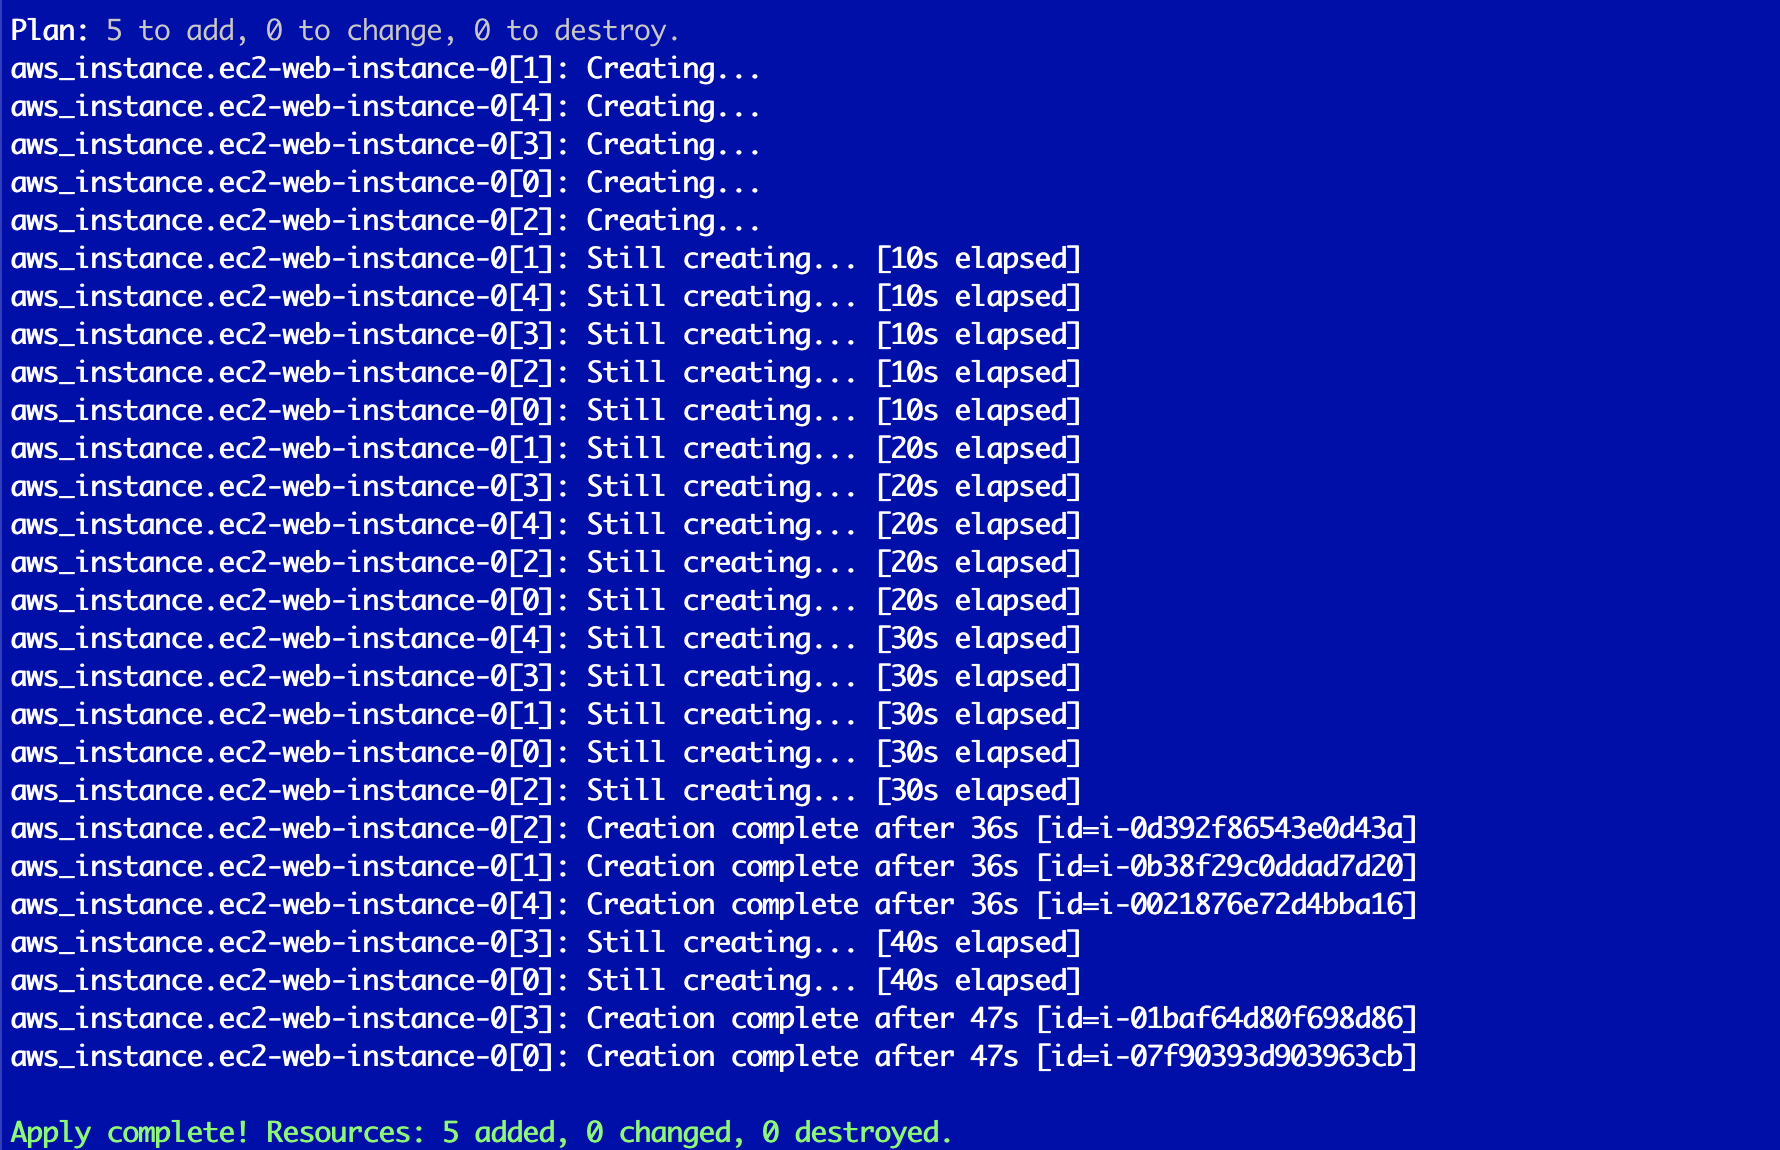 Plan: 5 to add, 0 to change, 0 to destroy.
aws_instance.ec2-web-instance-0[1]: Creating...
aws_instance.ec2-web-instance-0[4]: Creating...
aws_instance.ec2-web-instance-0[3]: Creating...
aws_instance.ec2-web-instance-0[0]: Creating...
aws_instance.ec2-web-instance-0[2]: Creating...
aws_instance.ec2-web-instance-0[1]: Still creating... [10s elapsed]
aws_instance.ec2-web-instance-0[4]: Still creating... [10s elapsed]
aws_instance.ec2-web-instance-0[3]: Still creating... [10s elapsed]
aws_instance.ec2-web-instance-0[2]: Still creating... [10s elapsed]
aws_instance.ec2-web-instance-0[0]: Still creating... [10s elapsed]
aws_instance.ec2-web-instance-0[1]: Still creating... [20s elapsed]
aws_instance.ec2-web-instance-0[3]: Still creating... [20s elapsed]
aws_instance.ec2-web-instance-0[4]: Still creating... [20s elapsed]
aws_instance.ec2-web-instance-0[2]: Still creating... [20s elapsed]
aws_instance.ec2-web-instance-0[0]: Still creating... [20s elapsed]
aws_instance.ec2-web-instance-0[4]: Still creating... [30s elapsed]
aws_instance.ec2-web-instance-0[3]: Still creating... [30s elapsed]
aws_instance.ec2-web-instance-0[1]: Still creating... [30s elapsed]
aws_instance.ec2-web-instance-0[0]: Still creating... [30s elapsed]
aws_instance.ec2-web-instance-0[2]: Still creating... [30s elapsed]
aws_instance.ec2-web-instance-0[2]: Creation complete after 36s [id=i-0d392f86543e0d43a]
aws_instance.ec2-web-instance-0[1]: Creation complete after 36s [id=i-0b38f29c0ddad7d20]
aws_instance.ec2-web-instance-0[4]: Creation complete after 36s [id=i-0021876e72d4bba16]
aws_instance.ec2-web-instance-0[3]: Still creating... [40s elapsed]
aws_instance.ec2-web-instance-0[0]: Still creating... [40s elapsed]
aws_instance.ec2-web-instance-0[3]: Creation complete after 47s [id=i-01baf64d80f698d86]
aws_instance.ec2-web-instance-0[0]: Creation complete after 47s [id=i-07f90393d903963cb]
Apply complete! Resources: 5 added, 0 changed, 0 destroyed.